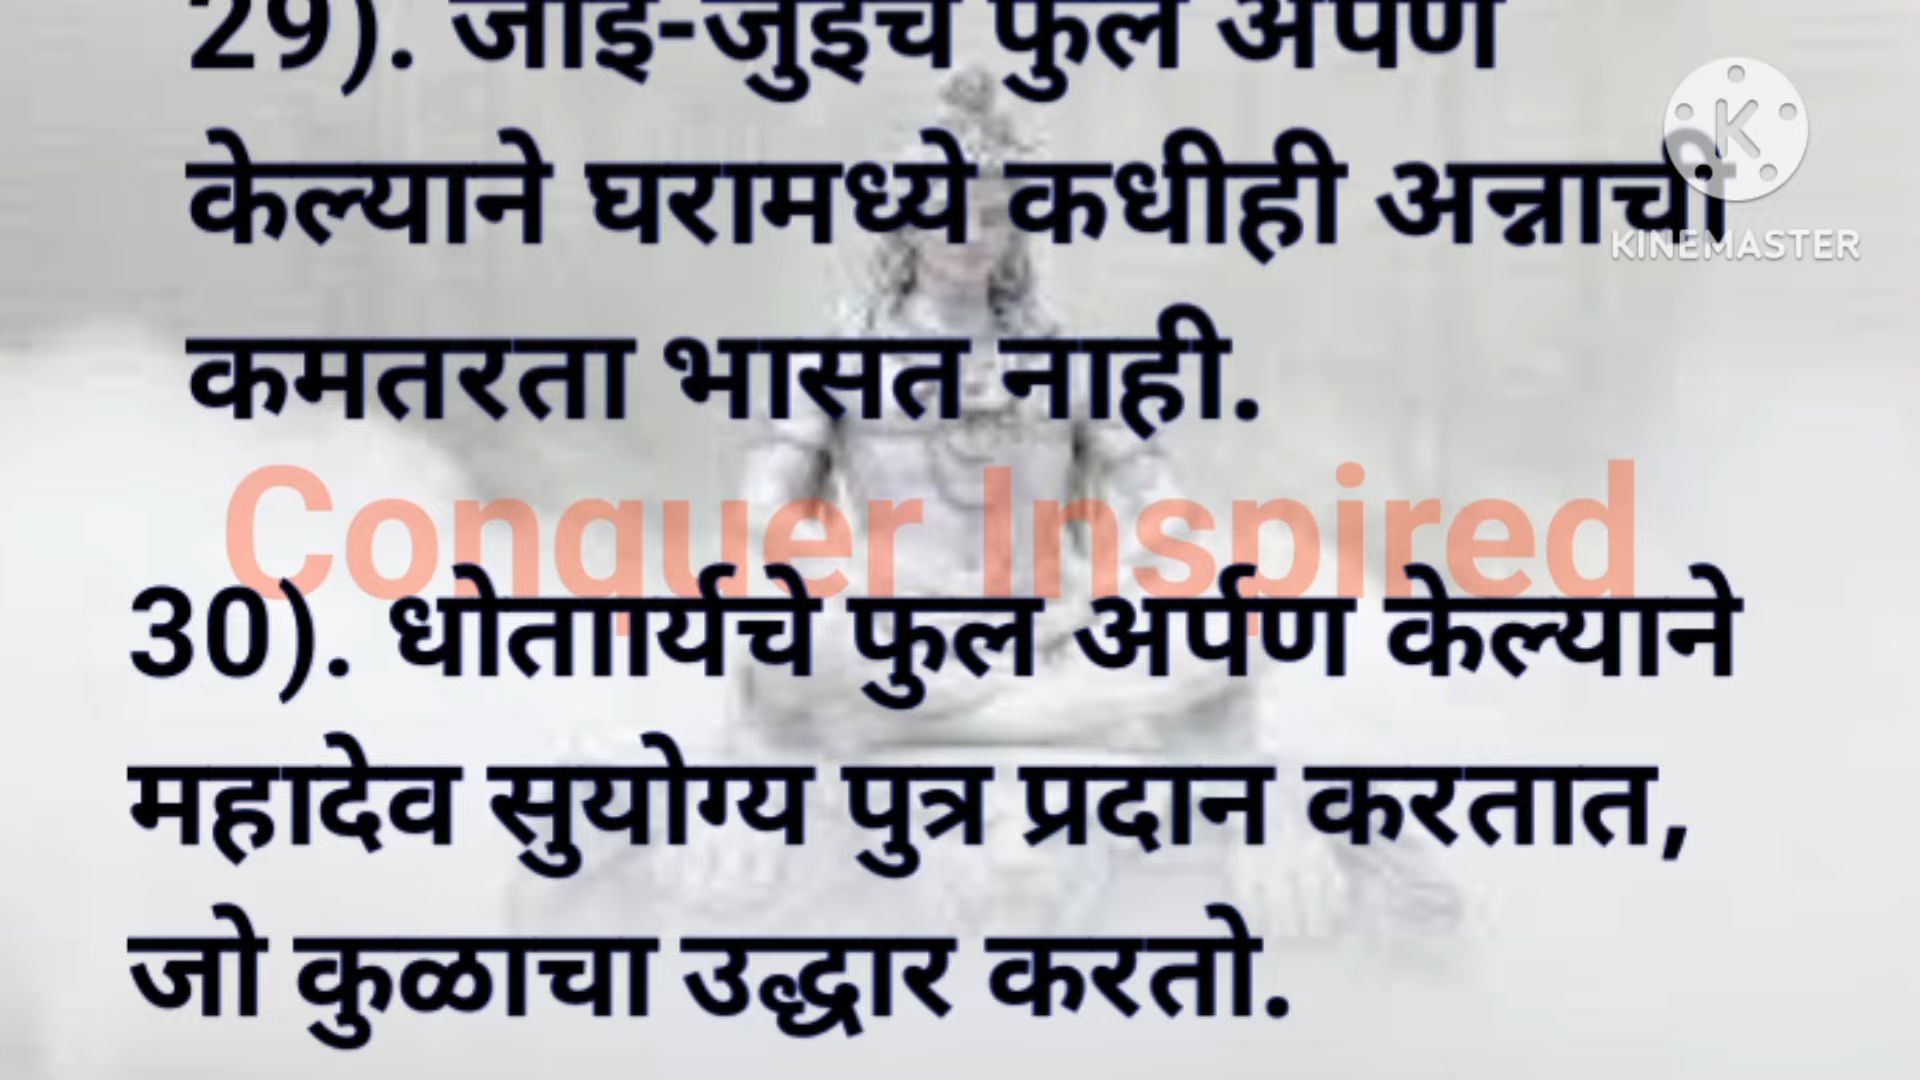 29). जाई-जुईचे फुल अर्पण
केल्याने घरामध्ये कधीही अन्नाची
KINEMASTER
कमतरता भासत नाही.
Conquer Inspired
30). धोताार्यचे फुल अर्पण केल्याने
महादेव सुयोग्य पुत्र प्रदान करतात,
जो कुळाचा उद्धार करतो.